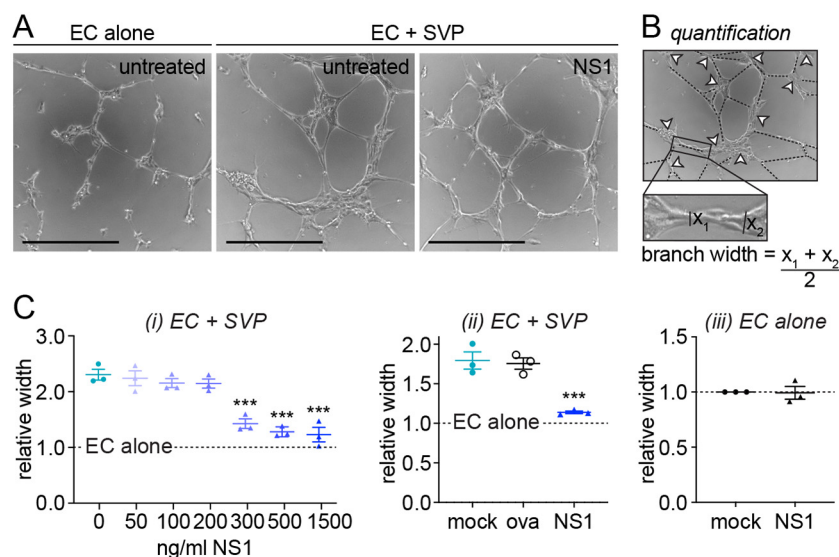 A
EC alone
EC + SVP
untreated
untreated
NS1
B
quantification
x1
x2
branch width = x1 + x2
2
C
(i) EC + SVP
relative width
3.0
2.0
1.0
0.0
***
***
***
EC alone
0 50 100 200 300 500 1500
ng/ml NS1
(ii) EC + SVP
relative width
2.0
1.5
1.0
0.5
0.0
***
EC alone
mock ova NS1
(iii) EC alone
relative width
1.5
1.0
0.5
0.0
mock NS1